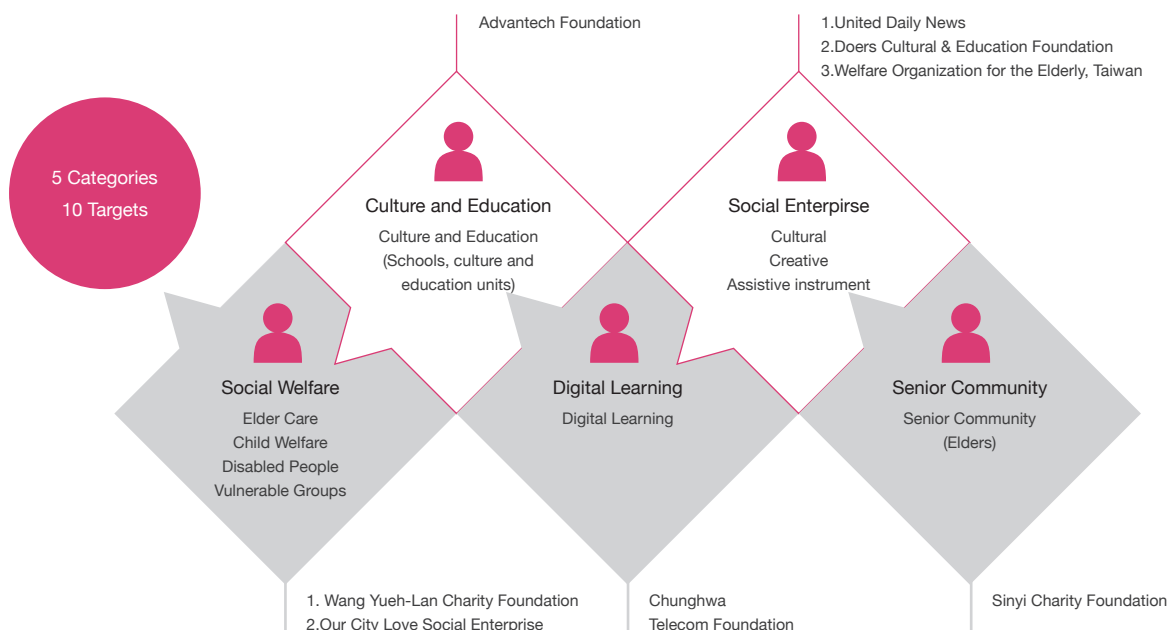 Advantech Foundation
1.United Daily News
2.Doers Cultural & Education Foundation
3.Welfare Organization for the Elderly, Taiwan
5 Categories
10 Targets
Culture and Education
Culture and Education
(Schools, culture and
education units)
Social Enterpirse
Cultural
Creative
Assistive instrument
Social Welfare
Elder Care
Child Welfare
Disabled People
Vulnerable Groups
Digital Learning
Digital Learning
Senior Community
Senior Community
(Elders)
1. Wang Yueh-Lan Charity Foundation
2.Our City Love Social Enterprise
Chunghwa
Telecom Foundation
Sinyi Charity Foundation